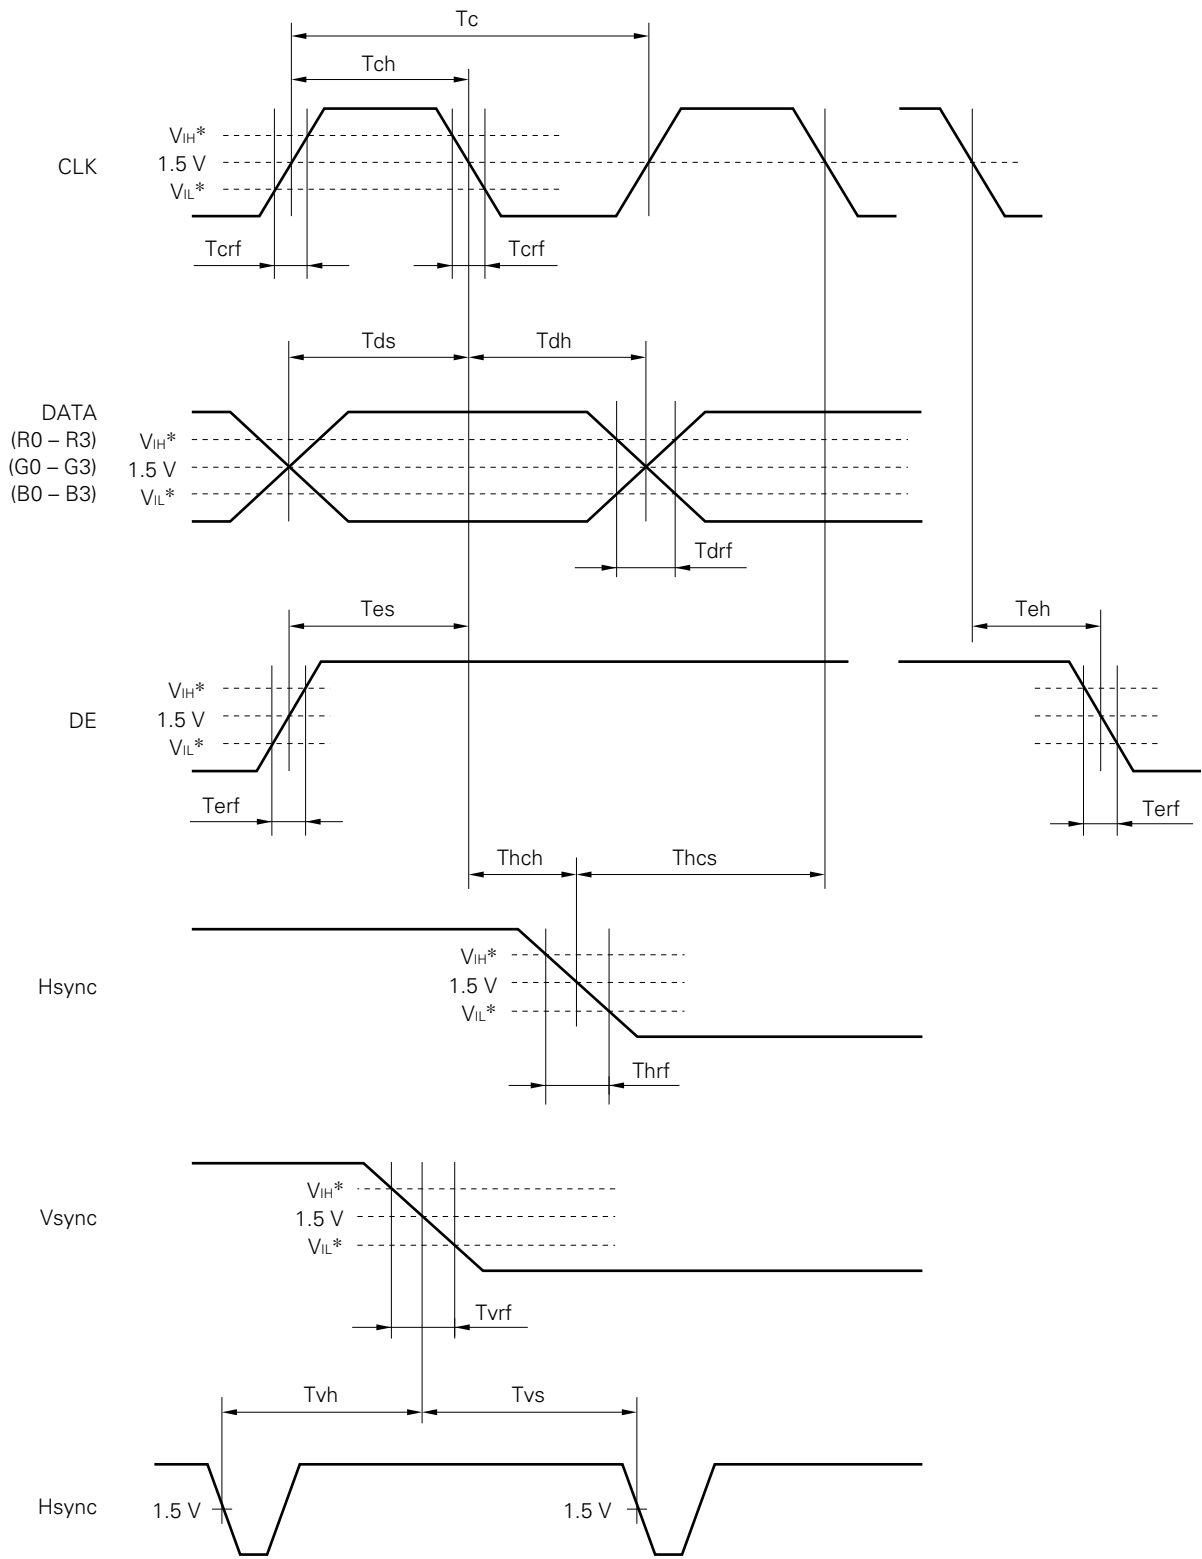 Tc
Tch
VIH*
CLK
1.5 V
VIL*
Tcrf
Tcrf
Tds
Tdh
DATA
(R0 – R3)
VIH*
(G0 – G3)
1.5 V
(B0 – B3)
VIL*
Tdrf
Tes
Teh
VIH*
DE
1.5 V
VIL*
Terf
Terf
Thch
Thcs
VIH*
Hsync
1.5 V
VIL*
Thrf
VIH*
Vsync
1.5 V
VIL*
Tvrf
Tvh
Tvs
Hsync
1.5 V
1.5 V